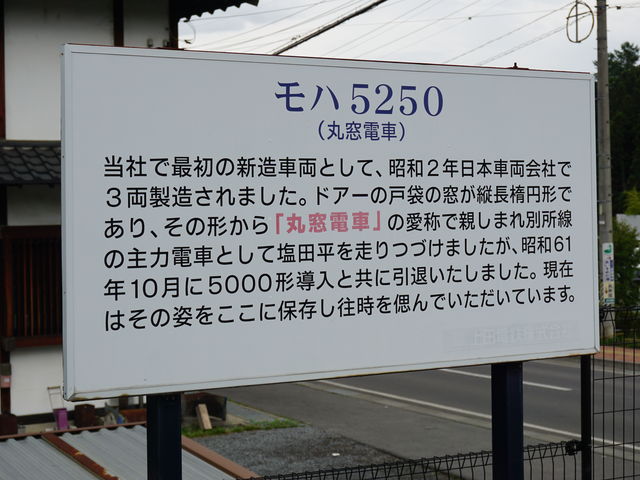 モハ5250
(丸窓電車)
当社で最初の新造車両として、昭和2年日本車両会社で
3両製造されました。ドアーの戸袋の窓が縦長楕円形で
あり、その形から「丸窓電車」の愛称で親しまれ別所線
の主力電車として塩田平を走りつづけましたが、昭和61
年10月に5000形導入と共に引退いたしました。現在
はその姿をここに保存し往時を偲んでいただいています。